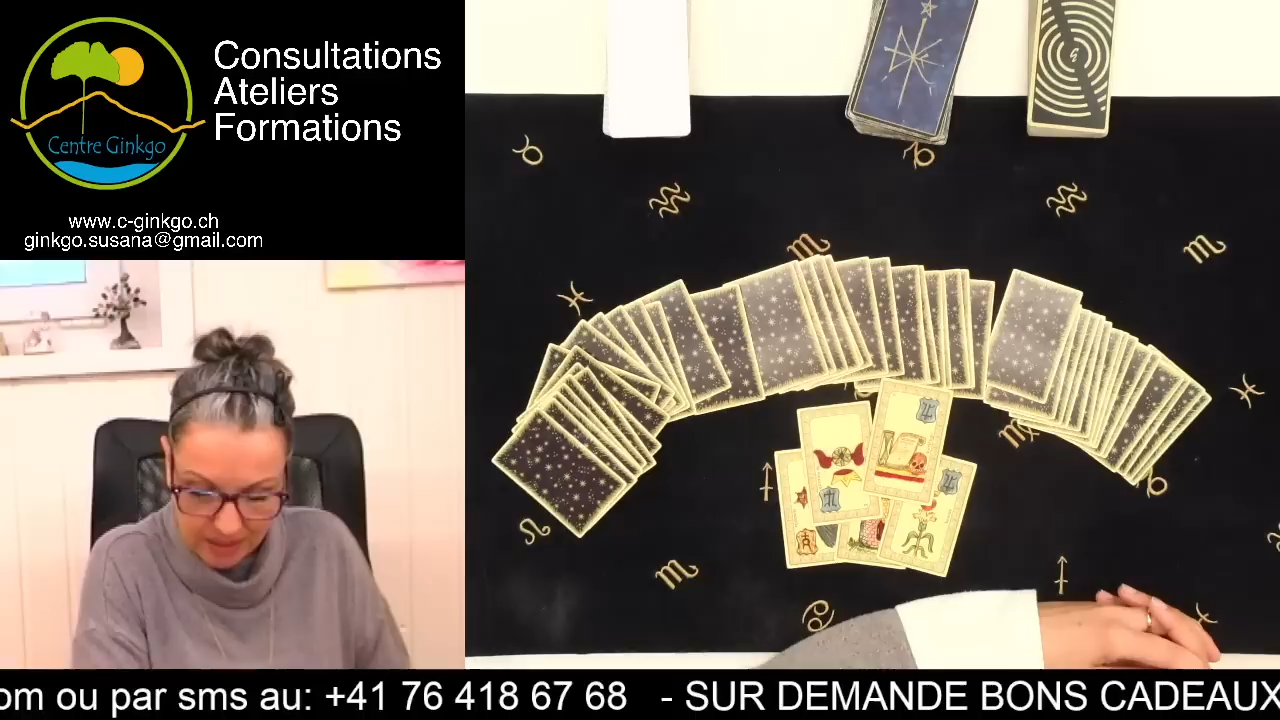 Consultations
Ateliers
Formations
Centre Ginkgo
www.c-ginkgo.ch
ginkgo.susana@gmail.com
om ou par sms au: +41 76 418 67 68 - SUR DEMANDE BONS CADEAUX